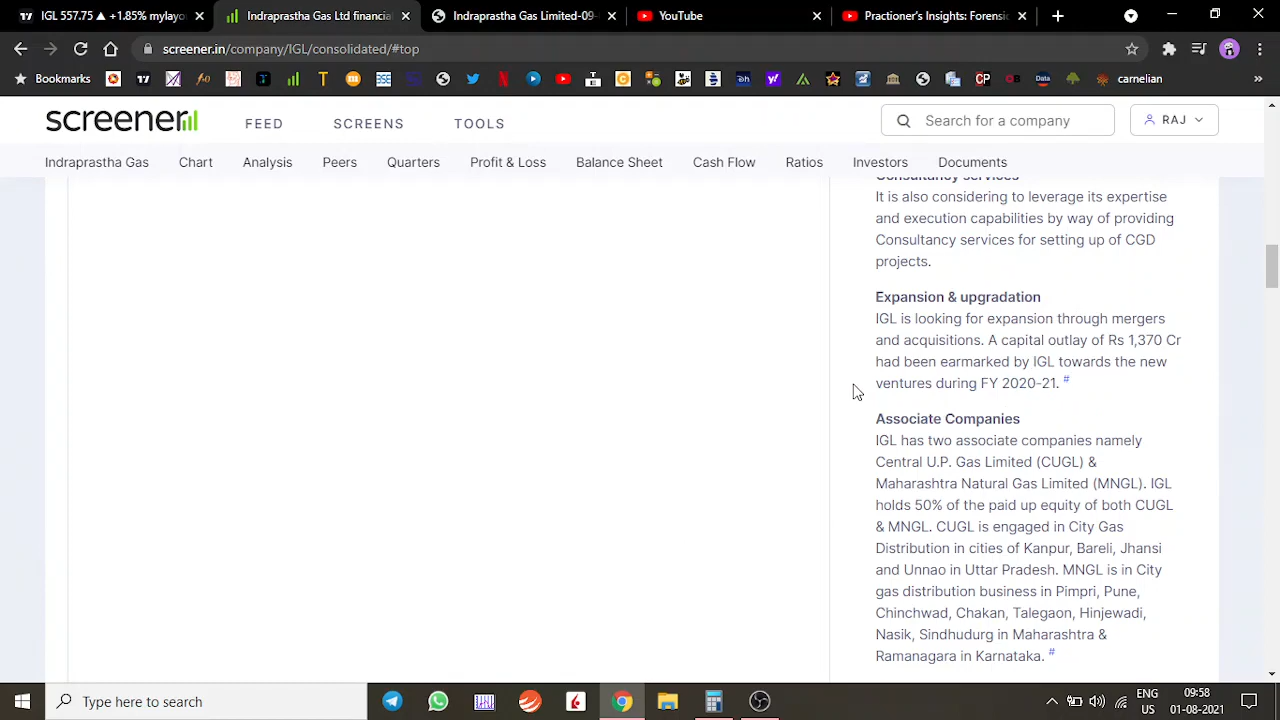 IGL 557.75 ▲ +1.85% mylayo
Indraprastha Gas Ltd financial
Indraprastha Gas Limited-09-
YouTube
Practioner's Insights: Forensic
screener.in/company/IGL/consolidated/#top
Bookmarks
carnelian
screener
FEED
SCREENS
TOOLS
Search for a company
RAJ
Indraprastha Gas
Chart
Analysis
Peers
Quarters
Profit & Loss
Balance Sheet
Cash Flow
Ratios
Investors
Documents
Consultancy services
It is also considering to leverage its expertise
and execution capabilities by way of providing
Consultancy services for setting up of CGD
projects.
Expansion & upgradation
IGL is looking for expansion through mergers
and acquisitions. A capital outlay of Rs 1,370 Cr
had been earmarked by IGL towards the new
ventures during FY 2020-21. #
Associate Companies
IGL has two associate companies namely
Central U.P. Gas Limited (CUGL) &
Maharashtra Natural Gas Limited (MNGL). IGL
holds 50% of the paid up equity of both CUGL
& MNGL. CUGL is engaged in City Gas
Distribution in cities of Kanpur, Bareli, Jhansi
and Unnao in Uttar Pradesh. MNGL is in City
gas distribution business in Pimpri, Pune,
Chinchwad, Chakan, Talegaon, Hinjewadi,
Nasik, Sindhudurg in Maharashtra &
Ramanagara in Karnataka. #
Type here to search
ENG
US
09:58
01-08-2021